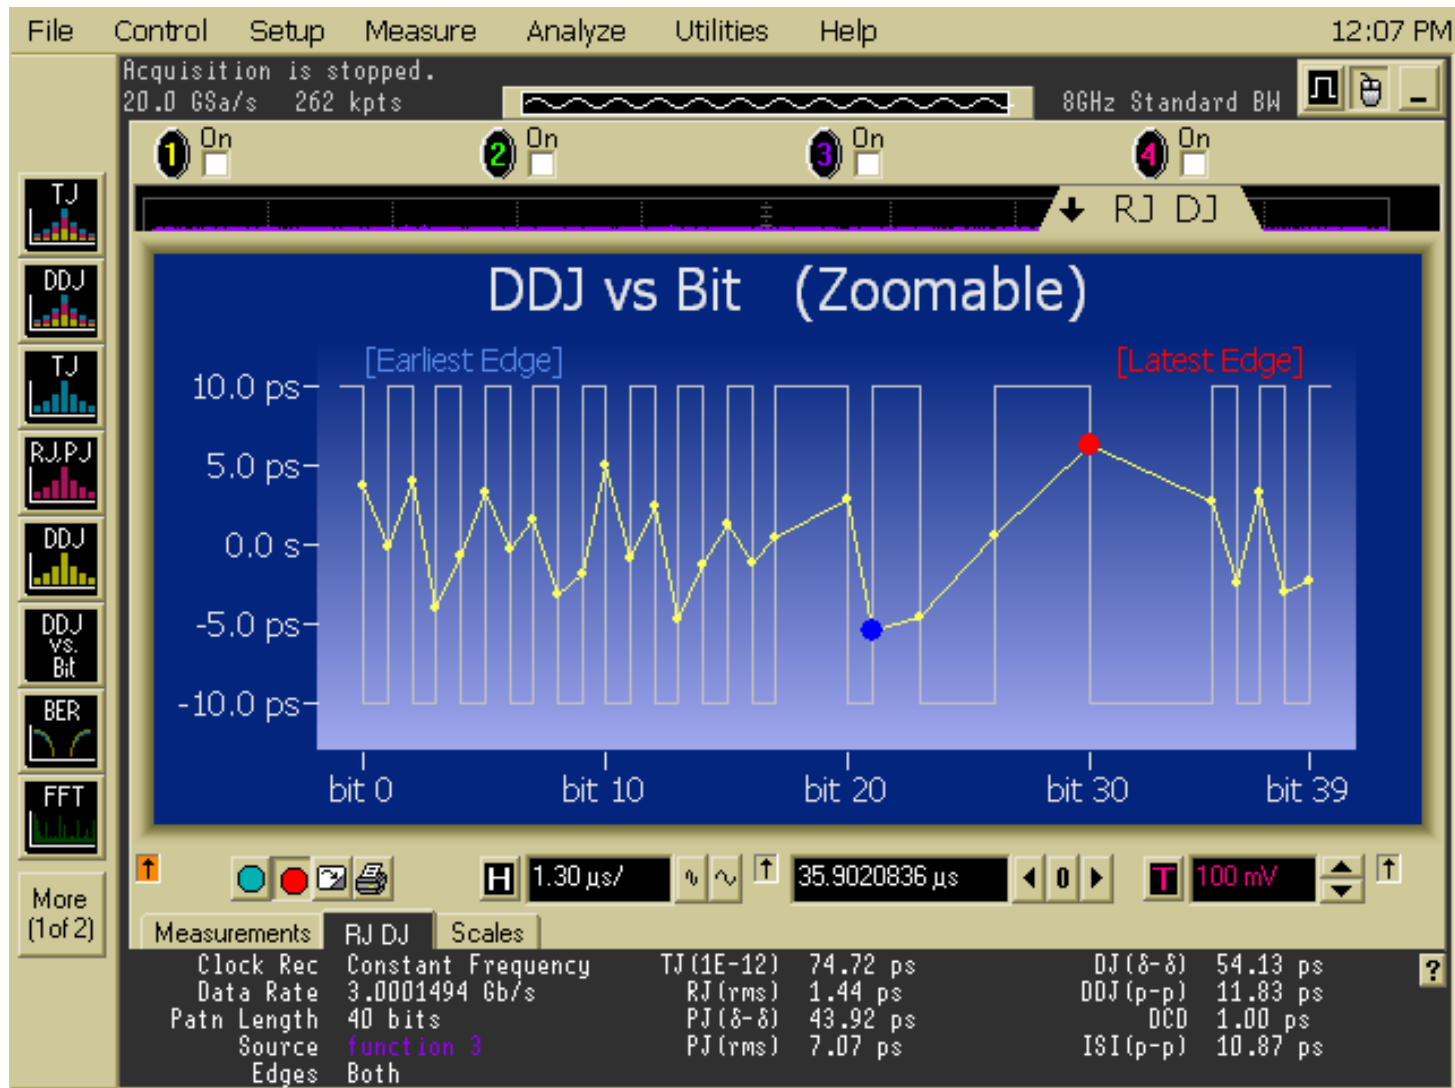 File Control Setup Measure Analyze Utilities Help 12:07 PM
Acquisition is stopped.
20.0 GSa/s 262 kpts 8GHz Standard BW
1 On 2 On 3 On 4 On
RJ DJ
TJ
DDJ
TJ
RJ,PJ
DDJ
DDJ
vs.
Bit
BER
FFT
More
(1of 2)
DDJ vs Bit (Zoomable)
[Earliest Edge] [Latest Edge]
10.0 ps
5.0 ps
0.0 s
-5.0 ps
-10.0 ps
bit 0 bit 10 bit 20 bit 30 bit 39
H 1.30 µs/ 35.9020836 µs 0 T 100 mV
Measurements RJ DJ Scales
Clock Rec Constant Frequency TJ(1E-12) 74.72 ps DJ(δ-δ) 54.13 ps ?
Data Rate 3.0001494 Gb/s RJ(rms) 1.44 ps DDJ(p-p) 11.83 ps
Patn Length 40 bits PJ(δ-δ) 43.92 ps DCD 1.00 ps
Source function 3 PJ(rms) 7.07 ps ISI(p-p) 10.87 ps
Edges Both